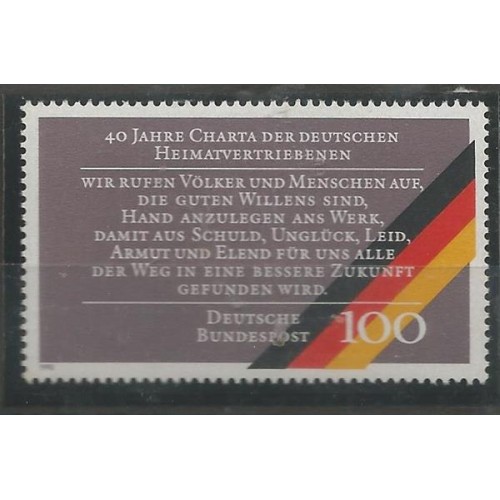 40 JAHRE CHARTA DER DEUTSCHEN
HEIMATVERTRIEBENEN
WIR RUFEN VÖLKER UND MENSCHEN AUF,
DIE GUTEN WILLENS SIND,
HAND ANZULEGEN ANS WERK,
DAMIT AUS SCHULD, UNGLÜCK, LEID,
ARMUT UND ELEND FÜR UNS ALLE
DER WEG IN EINE BESSERE ZUKUNFT
GEFUNDEN WIRD.
DEUTSCHE
BUNDESPOST 100